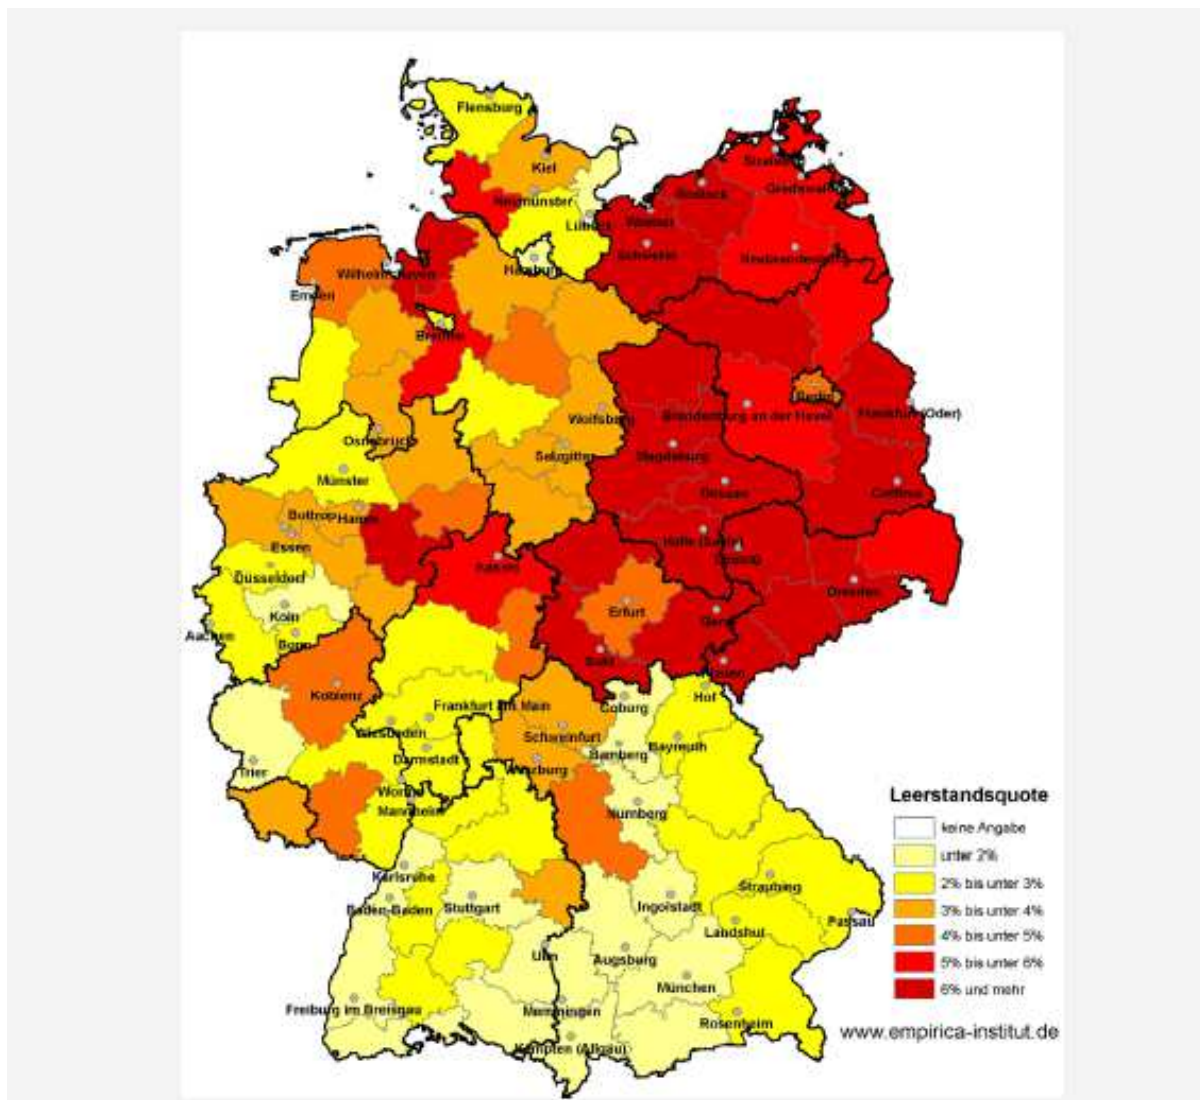 Flensburg
Kiel
Neumünster
Lübeck
Hamburg
Stralsund
Greifswald
Rostock
Wismar
Schwerin
Neubrandenburg
Wilhelmshaven
Emden
Bremen
Berlin
Brandenburg an der Havel
Frankfurt (Oder)
Wolfsburg
Osnabrück
Salzgitter
Magdeburg
Münster
Dessau
Cottbus
Bottrop
Hamm
Essen
Halle (Saale)
Leipzig
Kassel
Düsseldorf
Dresden
Köln
Erfurt
Gera
Aachen
Bonn
Suhl
Koblenz
Hof
Frankfurt am Main
Coburg
Wiesbaden
Schweinfurt
Bamberg
Bayreuth
Darmstadt
Trier
Würzburg
Worms
Mannheim
Nürnberg
Karlsruhe
Straubing
Baden-Baden
Stuttgart
Ingolstadt
Passau
Landshut
Ulm
Augsburg
München
Freiburg im Breisgau
Memmingen
Rosenheim
Kempten (Allgäu)
Leerstandsquote
keine Angabe
unter 2%
2% bis unter 3%
3% bis unter 4%
4% bis unter 5%
5% bis unter 6%
6% und mehr
www.empirica-institut.de